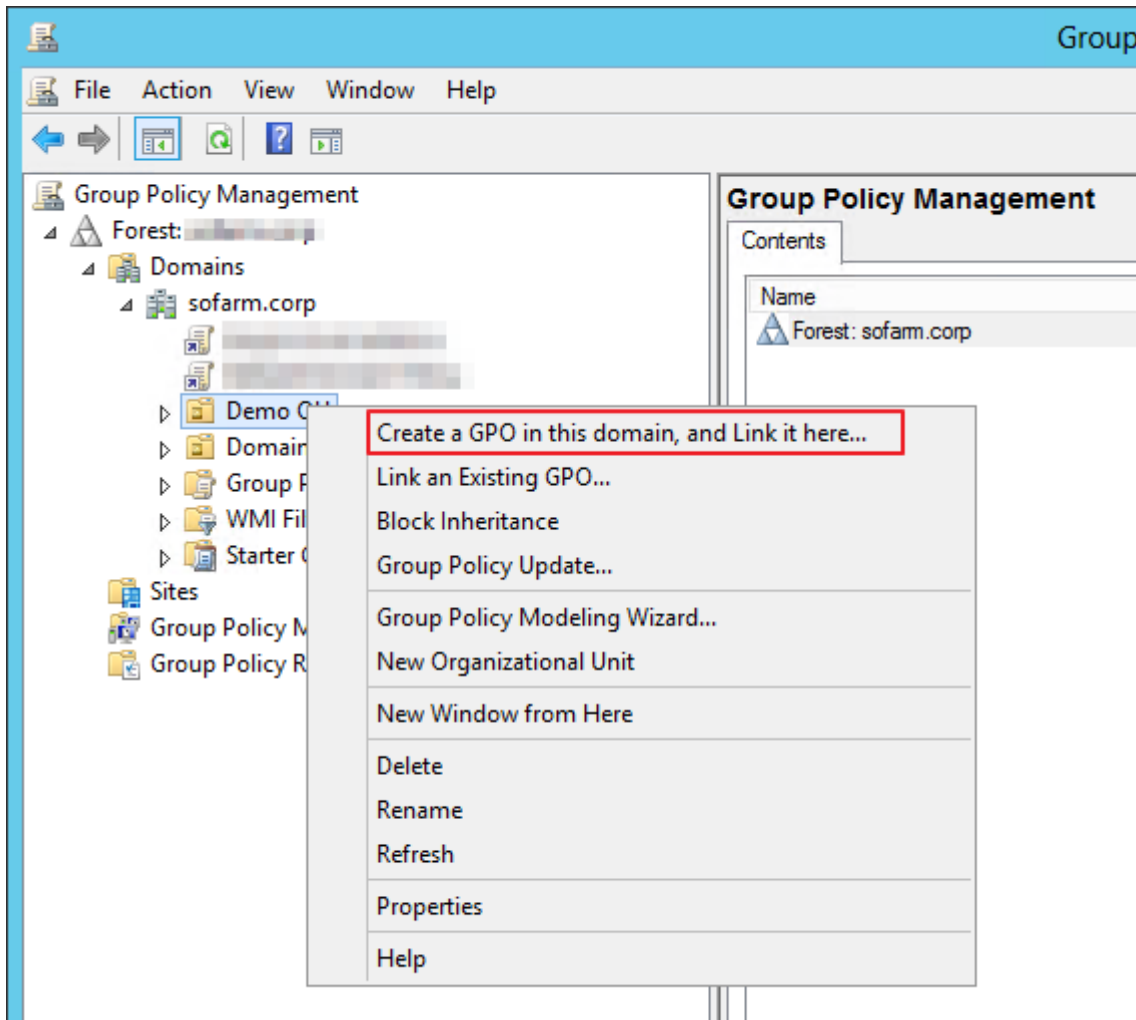 Group
File Action View Window Help
Group Policy Management
Forest:
Domains
sofarm.corp
Demo
Domain
Group
WMI Fil
Starter
Sites
Group Policy M
Group Policy R
Group Policy Management
Contents
Name
Forest: sofarm.corp
Create a GPO in this domain, and Link it here...
Link an Existing GPO...
Block Inheritance
Group Policy Update...
Group Policy Modeling Wizard...
New Organizational Unit
New Window from Here
Delete
Rename
Refresh
Properties
Help